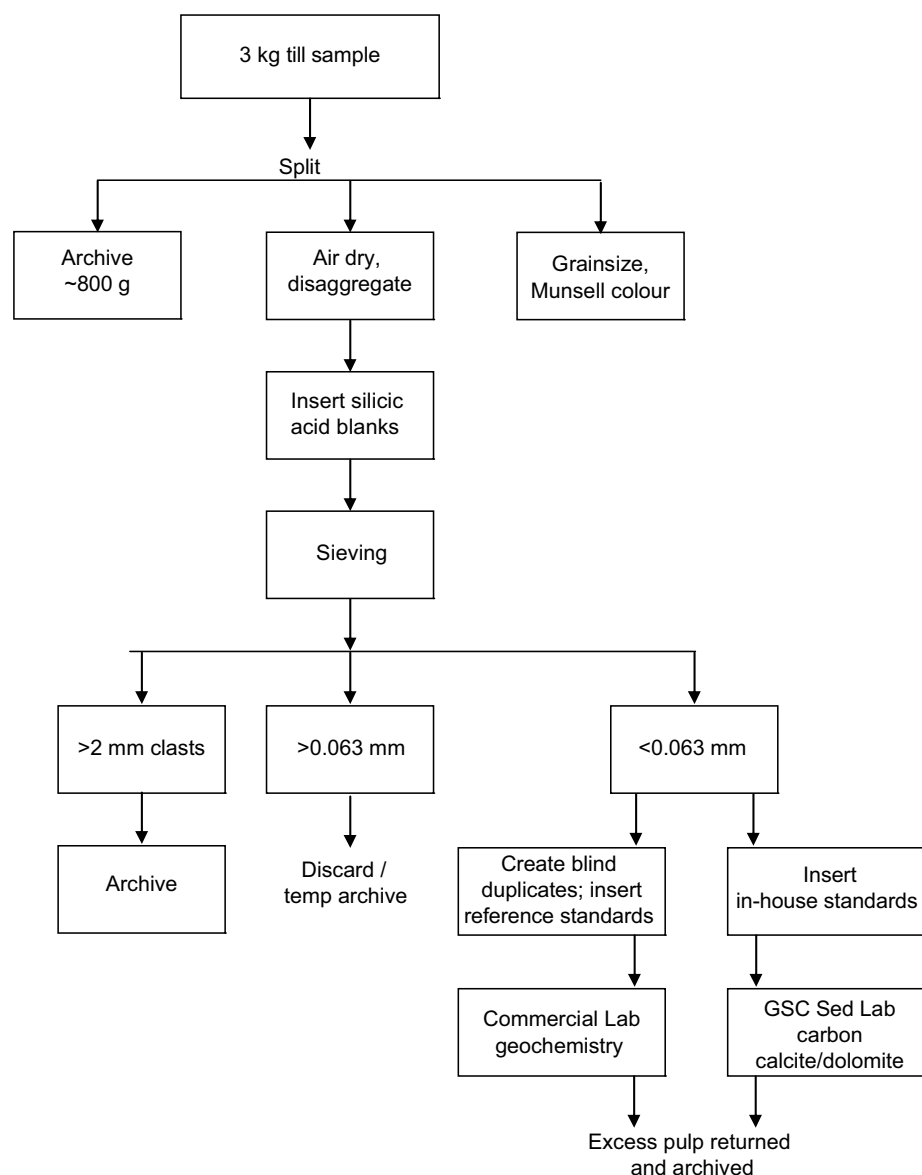 3 kg till sample
Split
Archive
~800 g
Air dry,
disaggregate
Grainsize,
Munsell colour
Insert silicic
acid blanks
Sieving
>2 mm clasts
>0.063 mm
<0.063 mm
Archive
Discard /
temp archive
Create blind
duplicates; insert
reference standards
Insert
in-house standards
Commercial Lab
geochemistry
GSC Sed Lab
carbon
calcite/dolomite
Excess pulp returned
and archived